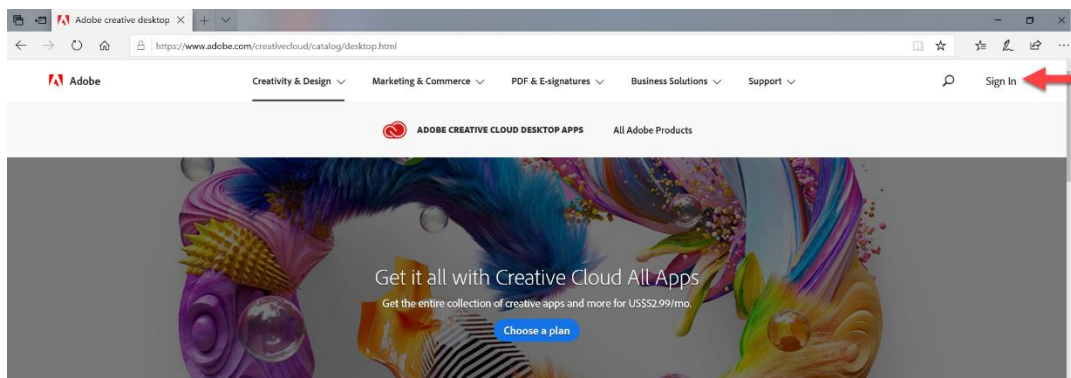 Adobe creative desktop
https://www.adobe.com/creativecloud/catalog/desktop.html
Adobe Creativity & Design Marketing & Commerce PDF & E-signatures Business Solutions Support Sign In
ADOBE CREATIVE CLOUD DESKTOP APPS All Adobe Products
Get it all with Creative Cloud All Apps
Get the entire collection of creative apps and more for US$52.99/mo.
Choose a plan